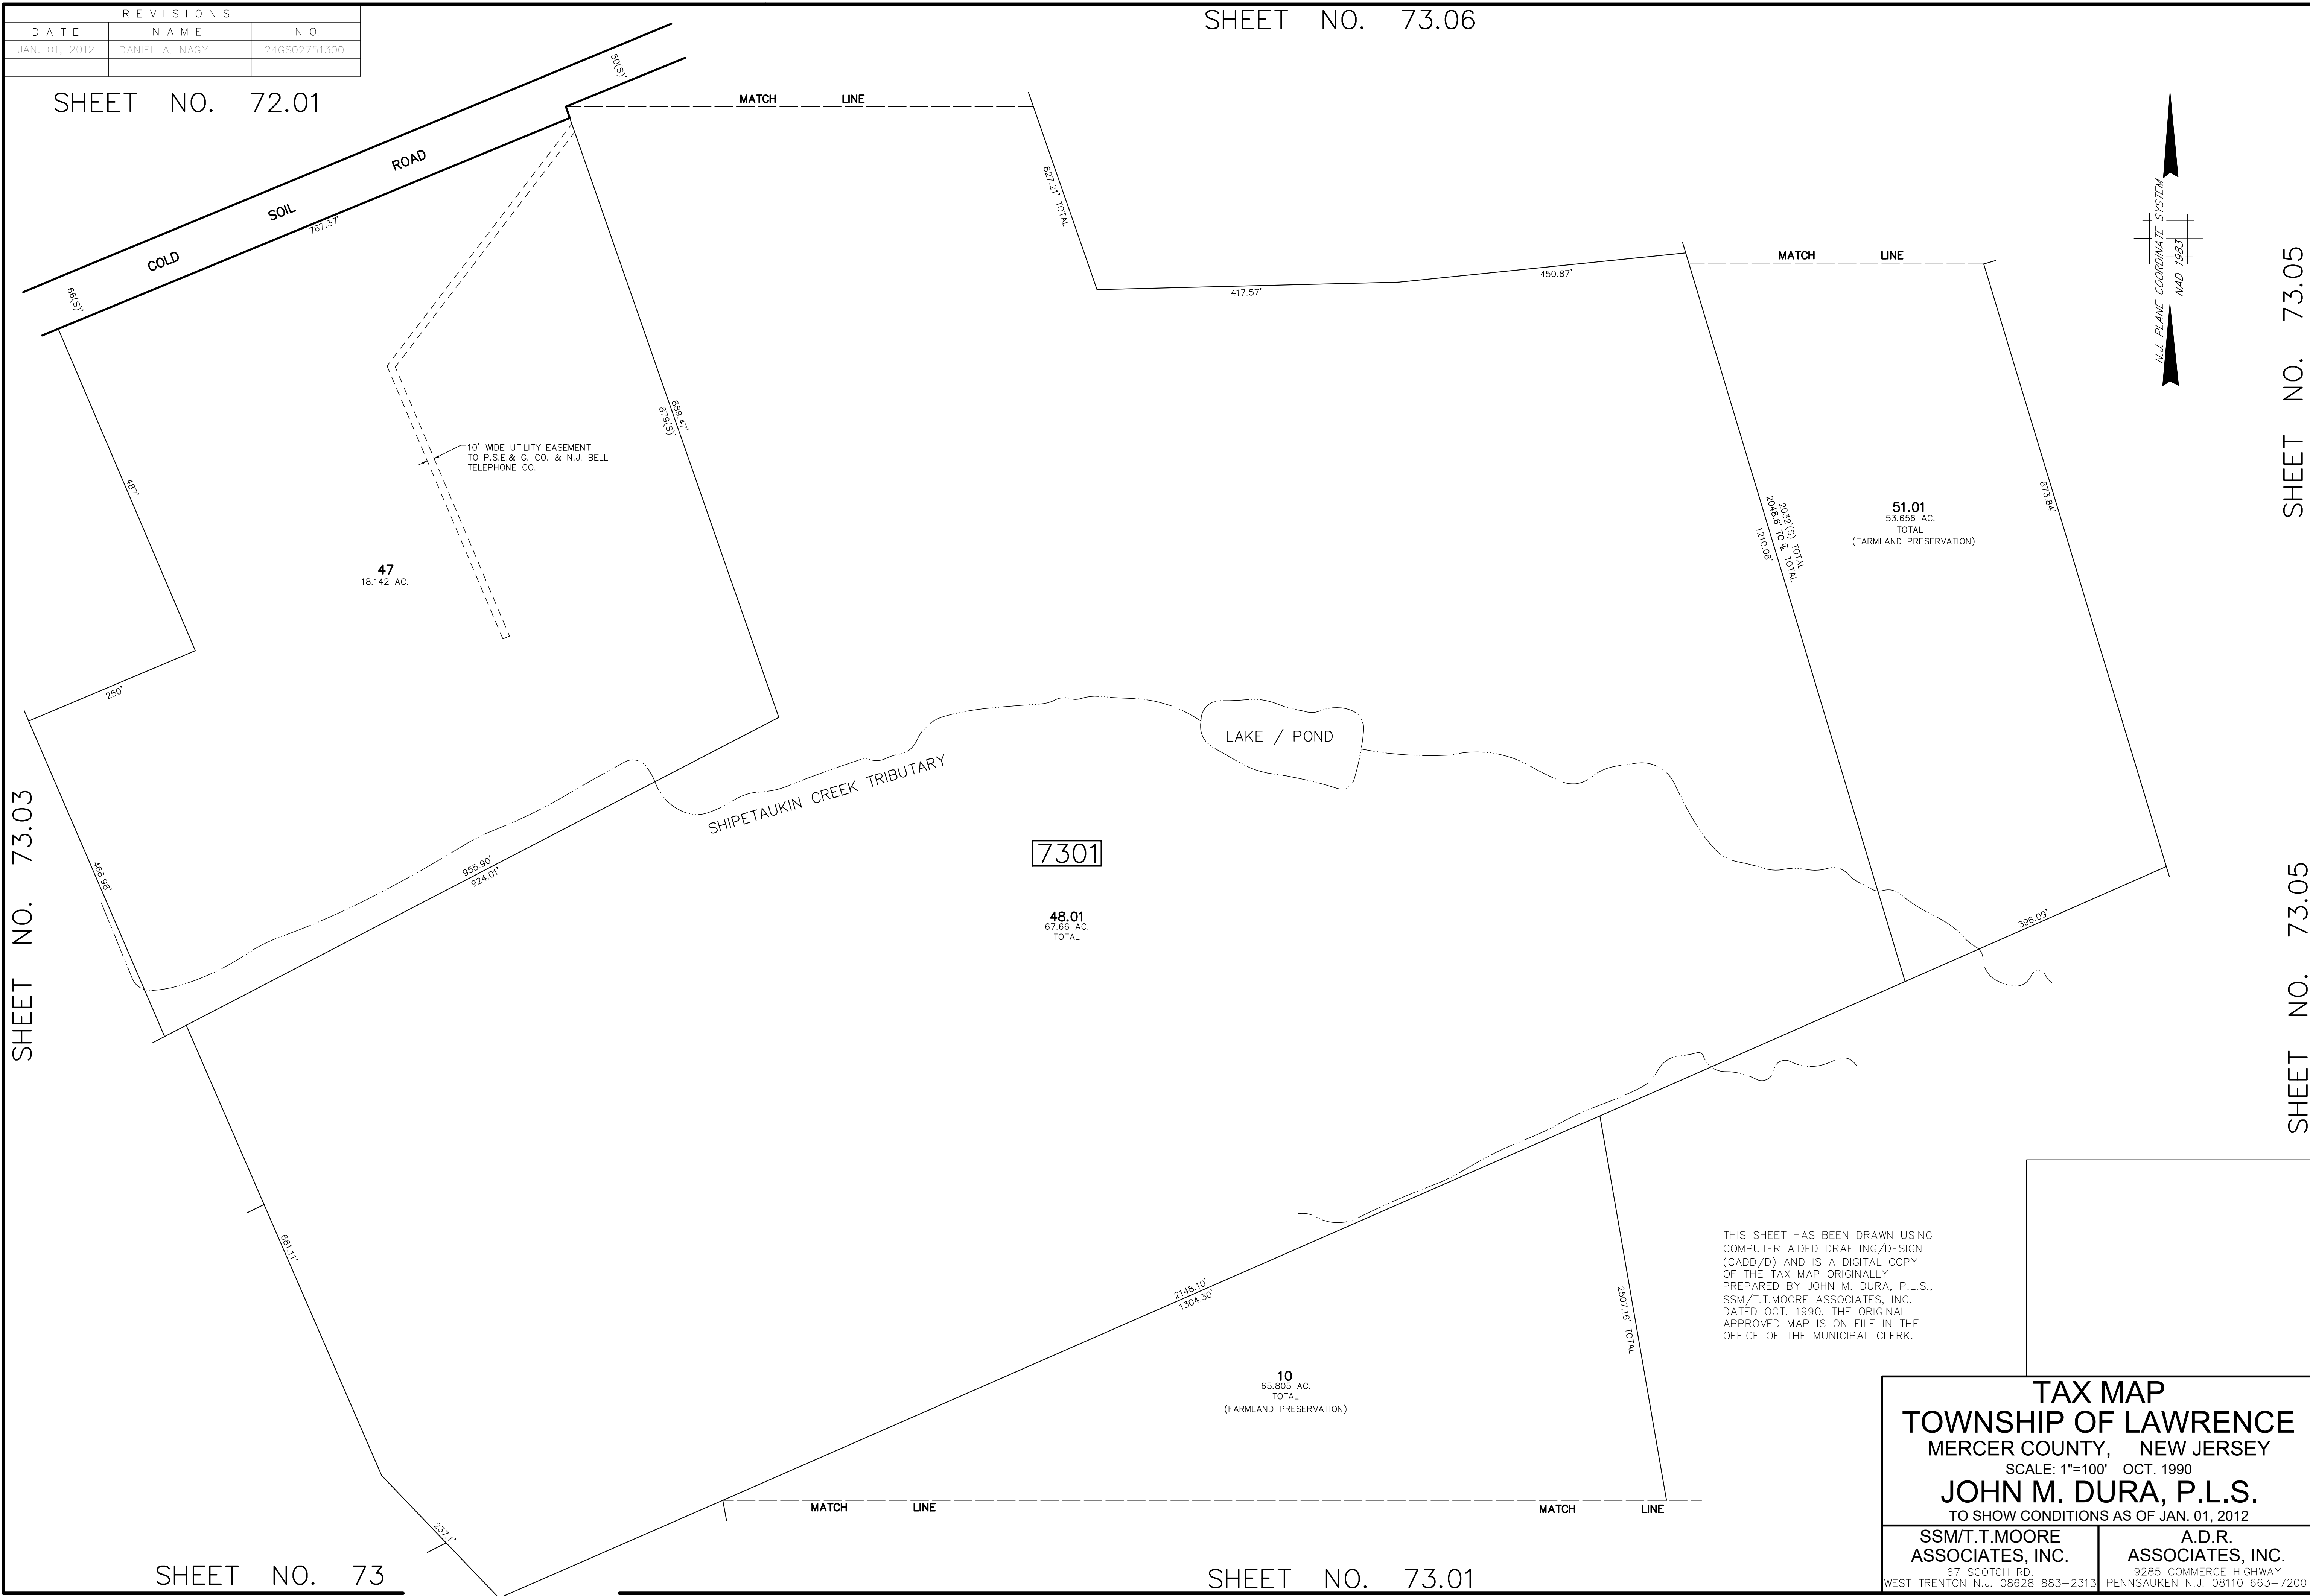 REVISIONS
DATE NAME NO.
JAN. 01, 2012 DANIEL A. NAGY 24GS02751300
SHEET NO. 72.01
SHEET NO. 73.06
50(S)'
MATCH LINE
COLD SOIL ROAD
767.37'
66(S)'
827.21' TOTAL
417.57'
450.87'
MATCH LINE
N.J. PLANE COORDINATE SYSTEM
NAD 1983
SHEET NO. 73.05
889.47'
879(S)'
10' WIDE UTILITY EASEMENT
TO P.S.E.& G. CO. & N.J. BELL
TELEPHONE CO.
487'
47
18.142 AC.
2032'(S) TOTAL
2048.6' TO ℄ TOTAL
1210.08'
51.01
53.656 AC.
TOTAL
(FARMLAND PRESERVATION)
873.84'
250'
LAKE / POND
SHIPETAUKIN CREEK TRIBUTARY
SHEET NO. 73.03
466.98'
955.90'
924.01'
7301
48.01
67.66 AC.
TOTAL
396.09'
SHEET NO. 73.05
681.11'
2148.10'
1304.30'
2507.16' TOTAL
THIS SHEET HAS BEEN DRAWN USING
COMPUTER AIDED DRAFTING/DESIGN
(CADD/D) AND IS A DIGITAL COPY
OF THE TAX MAP ORIGINALLY
PREPARED BY JOHN M. DURA, P.L.S.,
SSM/T.T.MOORE ASSOCIATES, INC.
DATED OCT. 1990. THE ORIGINAL
APPROVED MAP IS ON FILE IN THE
OFFICE OF THE MUNICIPAL CLERK.
10
65.805 AC.
TOTAL
(FARMLAND PRESERVATION)
MATCH LINE
MATCH LINE
237.1'
SHEET NO. 73
SHEET NO. 73.01
TAX MAP
TOWNSHIP OF LAWRENCE
MERCER COUNTY, NEW JERSEY
SCALE: 1"=100' OCT. 1990
JOHN M. DURA, P.L.S.
TO SHOW CONDITIONS AS OF JAN. 01, 2012
SSM/T.T.MOORE
ASSOCIATES, INC.
67 SCOTCH RD.
WEST TRENTON N.J. 08628 883-2313
A.D.R.
ASSOCIATES, INC.
9285 COMMERCE HIGHWAY
PENNSAUKEN N.J. 08110 663-7200